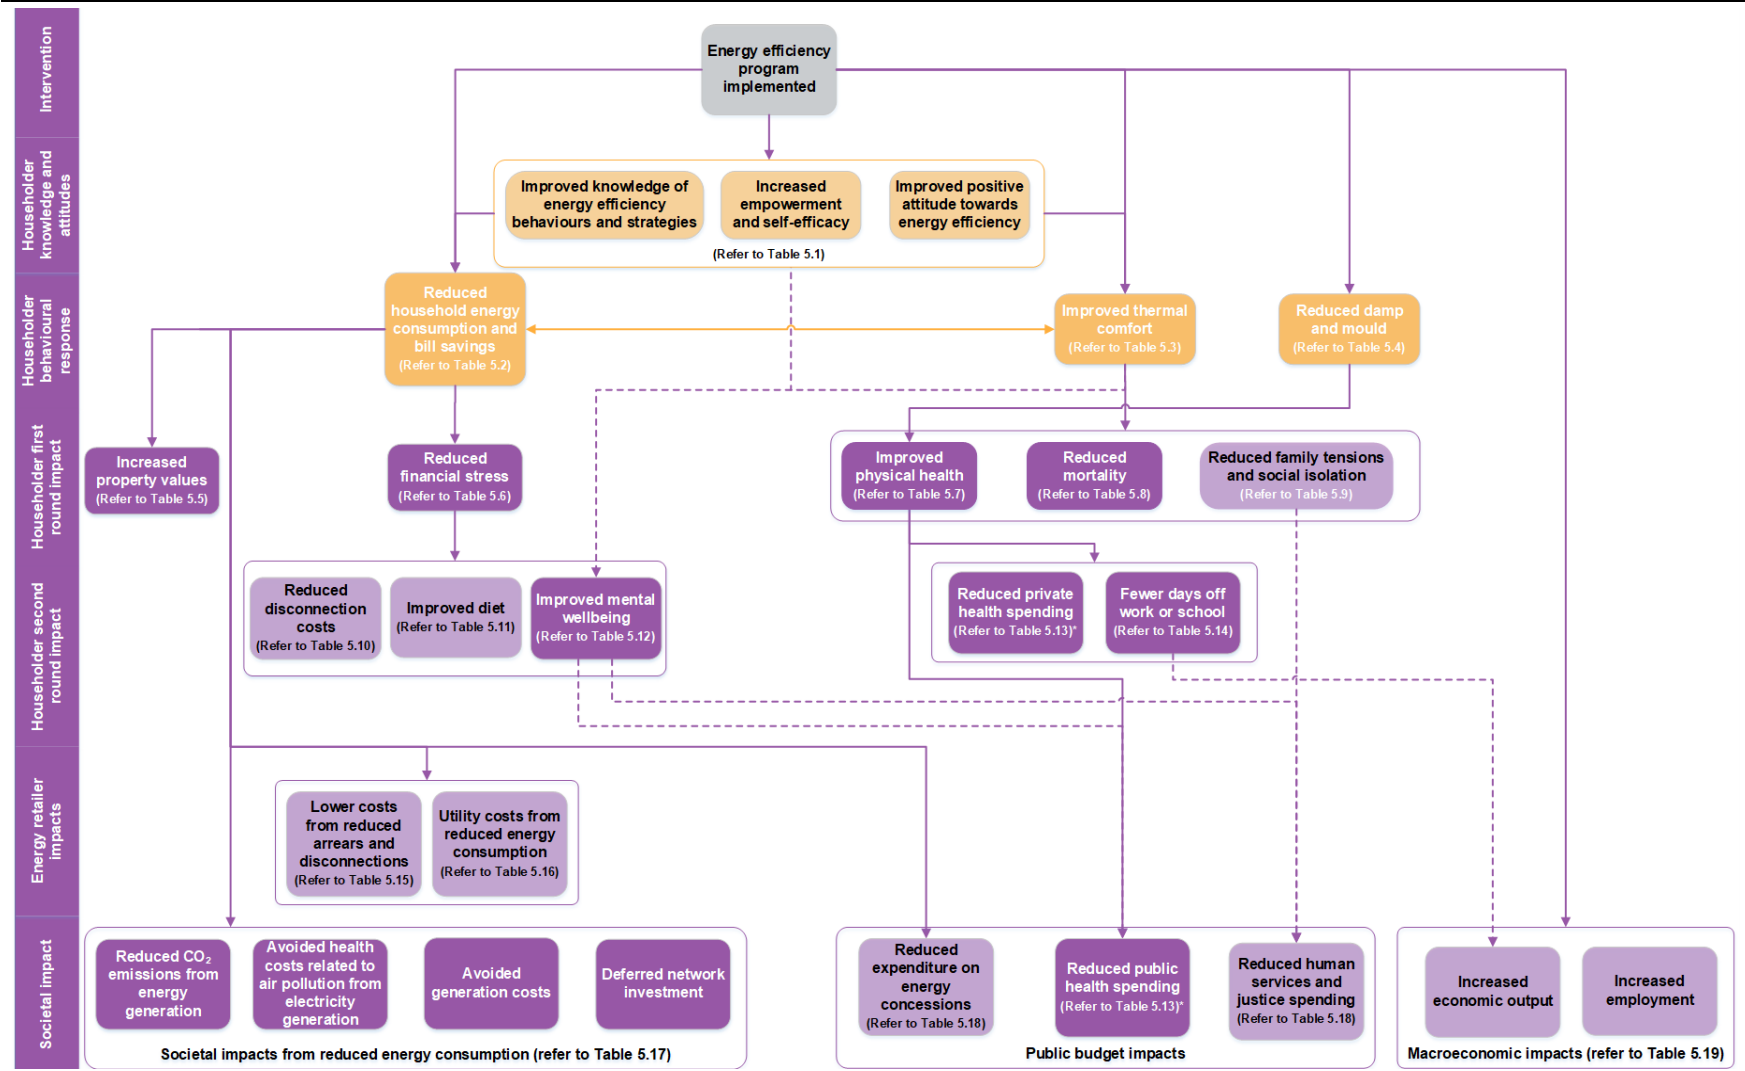 Intervention
Energy efficiency
program
implemented
Householder
knowledge and
attitudes
Improved knowledge of
energy efficiency
behaviours and strategies
Increased
empowerment
and self-efficacy
Improved positive
attitude towards
energy efficiency
(Refer to Table 5.1)
Householder
behavioural
response
Reduced
household energy
consumption and
bill savings
(Refer to Table 5.2)
Improved thermal
comfort
(Refer to Table 5.3)
Reduced damp
and mould
(Refer to Table 5.4)
Householder first
round impact
Increased
property values
(Refer to Table 5.5)
Reduced
financial stress
(Refer to Table 5.6)
Improved
physical health
(Refer to Table 5.7)
Reduced
mortality
(Refer to Table 5.8)
Reduced family tensions
and social isolation
(Refer to Table 5.9)
Householder second
round impact
Reduced
disconnection
costs
(Refer to Table 5.10)
Improved diet
(Refer to Table 5.11)
Improved mental
wellbeing
(Refer to Table 5.12)
Reduced private
health spending
(Refer to Table 5.13)*
Fewer days off
work or school
(Refer to Table 5.14)
Energy retailer
impacts
Lower costs
from reduced
arrears and
disconnections
(Refer to Table 5.15)
Utility costs from
reduced energy
consumption
(Refer to Table 5.16)
Societal impact
Reduced CO₂
emissions from
energy
generation
Avoided health
costs related to
air pollution from
electricity
generation
Avoided
generation costs
Deferred network
investment
Societal impacts from reduced energy consumption (refer to Table 5.17)
Reduced
expenditure on
energy
concessions
(Refer to Table 5.18)
Reduced public
health spending
(Refer to Table 5.13)*
Reduced human
services and
justice spending
(Refer to Table 5.18)
Public budget impacts
Increased
economic output
Increased
employment
Macroeconomic impacts (refer to Table 5.19)